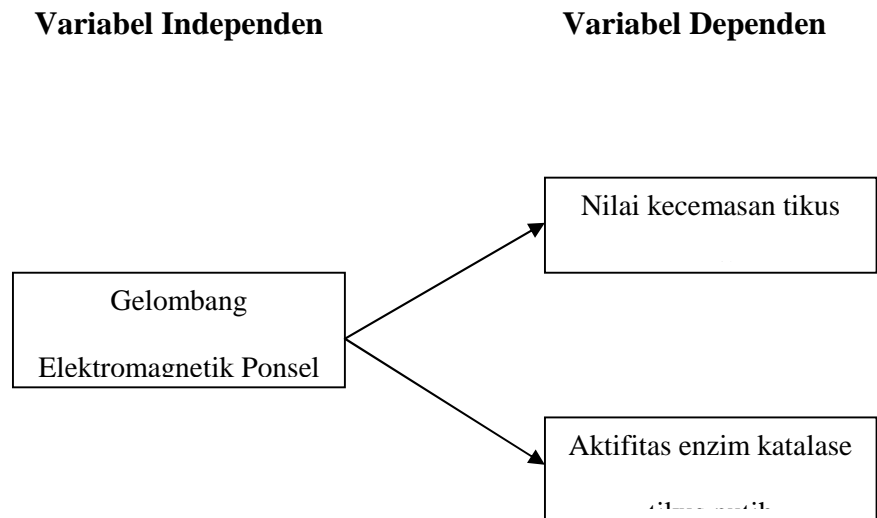 Variabel Independen
Variabel Dependen
Nilai kecemasan tikus
Gelombang
Elektromagnetik Ponsel
Aktifitas enzim katalase